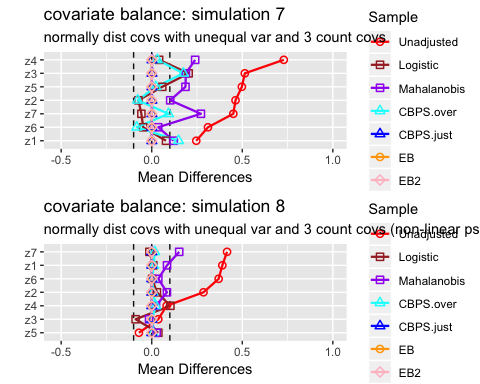 covariate balance: simulation 7
normally dist covs with unequal var and 3 count covs
z4
z3
z5
z2
z7
z6
z1
-0.5 0.0 0.5 1.0
Mean Differences
Sample
Unadjusted
Logistic
Mahalanobis
CBPS.over
CBPS.just
EB
EB2
covariate balance: simulation 8
normally dist covs with unequal var and 3 count covs (non-linear ps
z7
z1
z6
z2
z4
z3
z5
-0.5 0.0 0.5 1.0
Mean Differences
Sample
Unadjusted
Logistic
Mahalanobis
CBPS.over
CBPS.just
EB
EB2